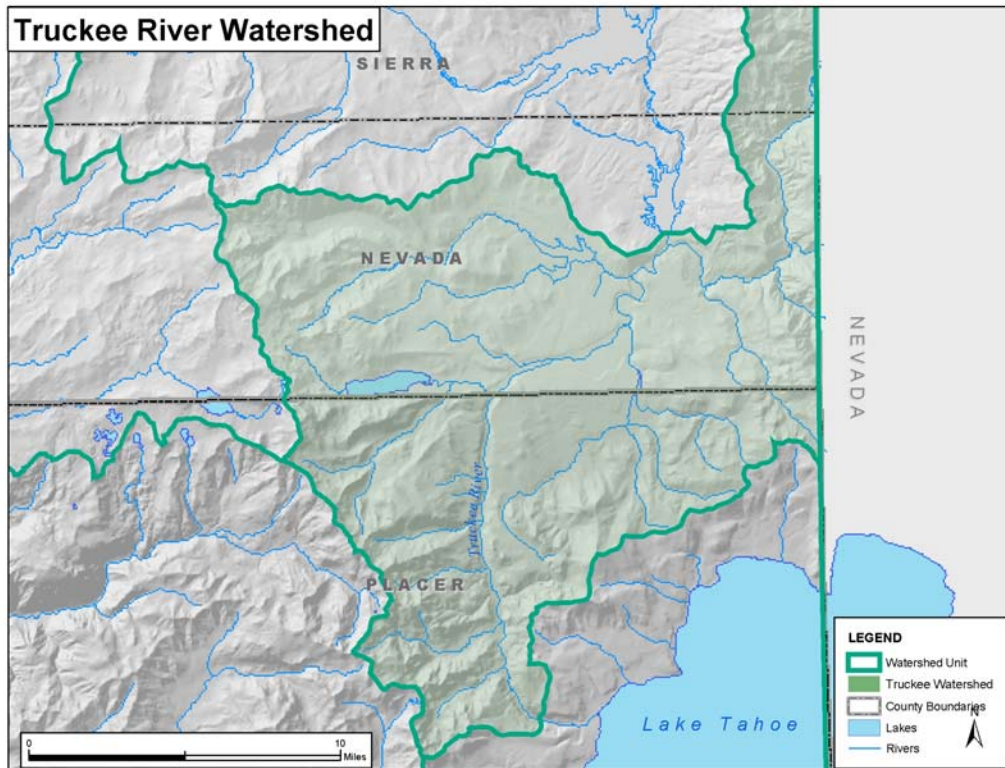 Truckee River Watershed
SIERRA
NEVADA
NEVADA
Truckee River
PLACER
Lake Tahoe
LEGEND
Watershed Unit
Truckee Watershed
County Boundaries
Lakes
Rivers
N
0 10
Miles